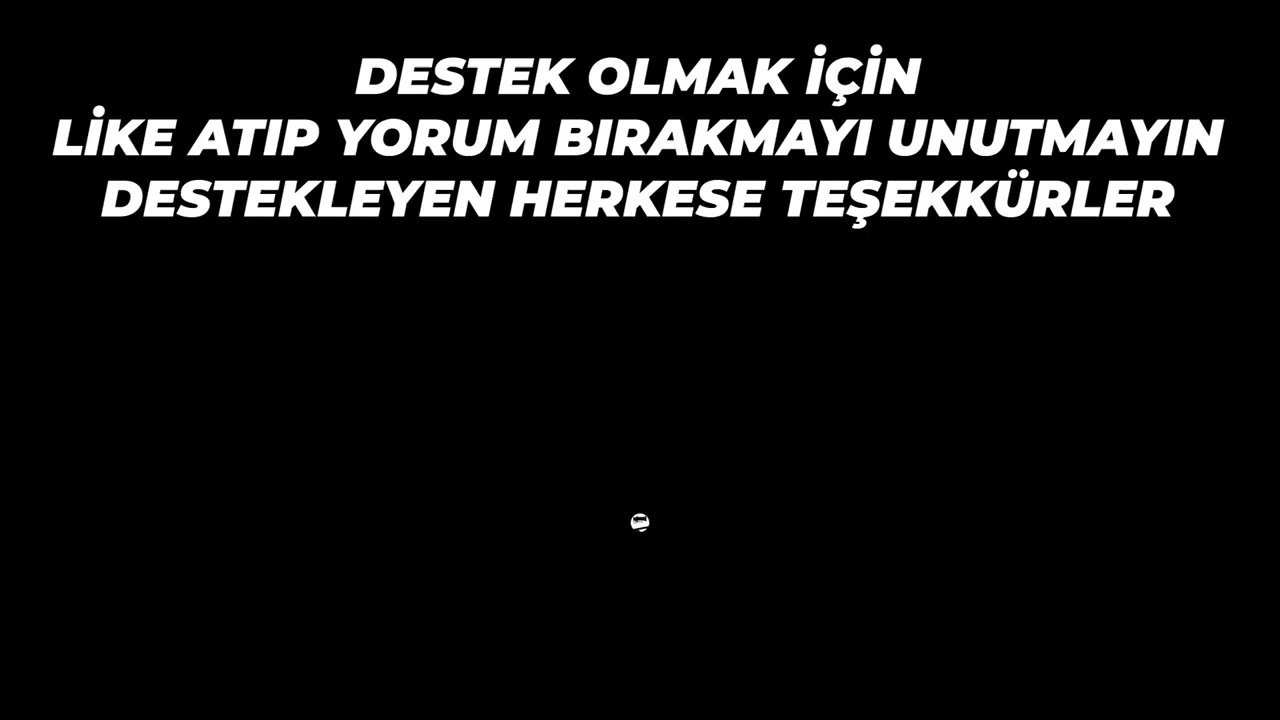 DESTEK OLMAK İÇİN
LİKE ATIP YORUM BIRAKMAYI UNUTMAYIN
DESTEKLEYEN HERKESE TEŞEKKÜRLER